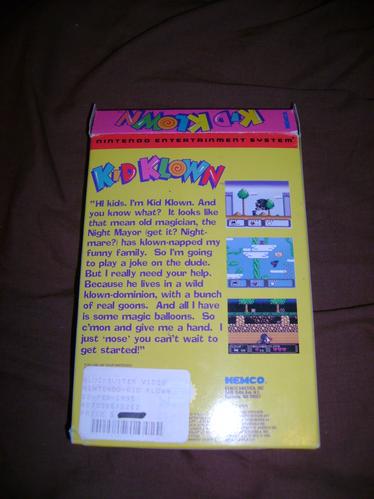 KID KLOWN
NINTENDO ENTERTAINMENT SYSTEM
KID KLOWN
"Hi kids. I'm Kid Klown. And
you know what? It looks like
that mean old magician, the
Night Mayor (get it? Night-
mare?) has klown-napped my
funny family. So I'm going
to play a joke on the dude.
But I really need your help.
Because he lives in a wild
klown-dominion, with a bunch
of real goons. And all I have
is some magic balloons. So
c'mon and give me a hand. I
just 'nose' you can't wait to
get started!"
BLOCKBUSTER VIDEO
NINTENDO-KID KLOWN
KEMCO